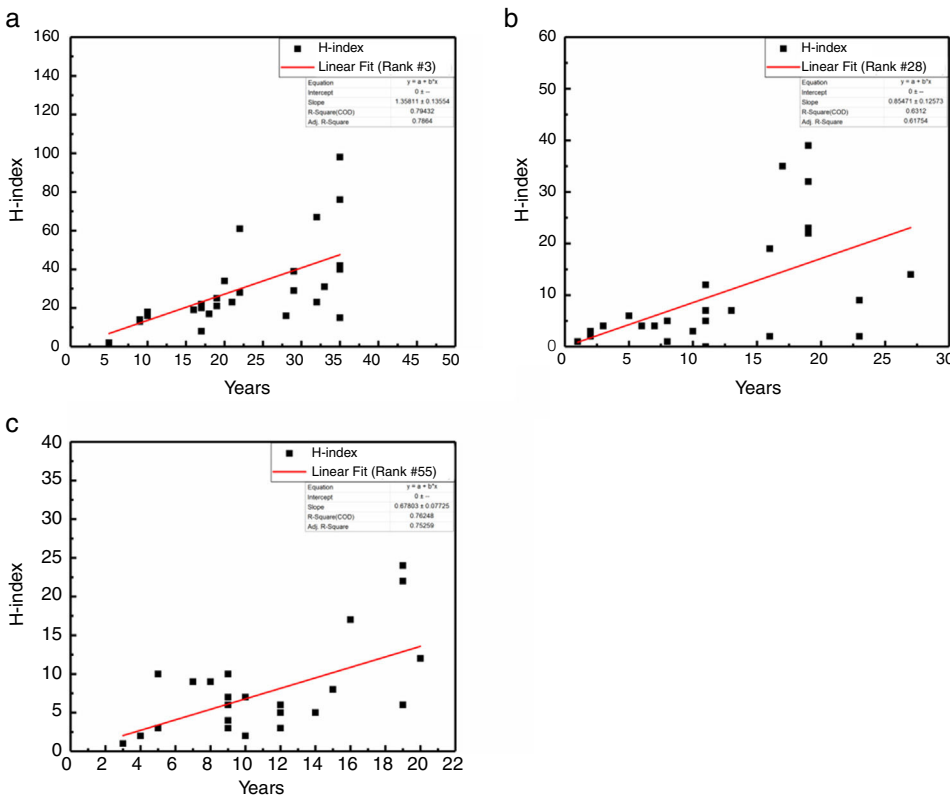 a
160
140
120
100
80
60
40
20
0
H-index
0 5 10 15 20 25 30 35 40 45 50
Years
H-index
Linear Fit (Rank #3)
Equation y = a + b*x
Intercept 0 ± --
Slope 1.35811 ± 0.13554
R-Square(COD) 0.79432
Adj. R-Square 0.7864
b
60
50
40
30
20
10
0
H-index
0 5 10 15 20 25 30
Years
H-index
Linear Fit (Rank #28)
Equation y = a + b*x
Intercept 0 ± --
Slope 0.85471 ± 0.12573
R-Square(COD) 0.6312
Adj. R-Square 0.61754
c
40
35
30
25
20
15
10
5
0
H-index
0 2 4 6 8 10 12 14 16 18 20 22
Years
H-index
Linear Fit (Rank #55)
Equation y = a + b*x
Intercept 0 ± --
Slope 0.67803 ± 0.07725
R-Square(COD) 0.76248
Adj. R-Square 0.75259